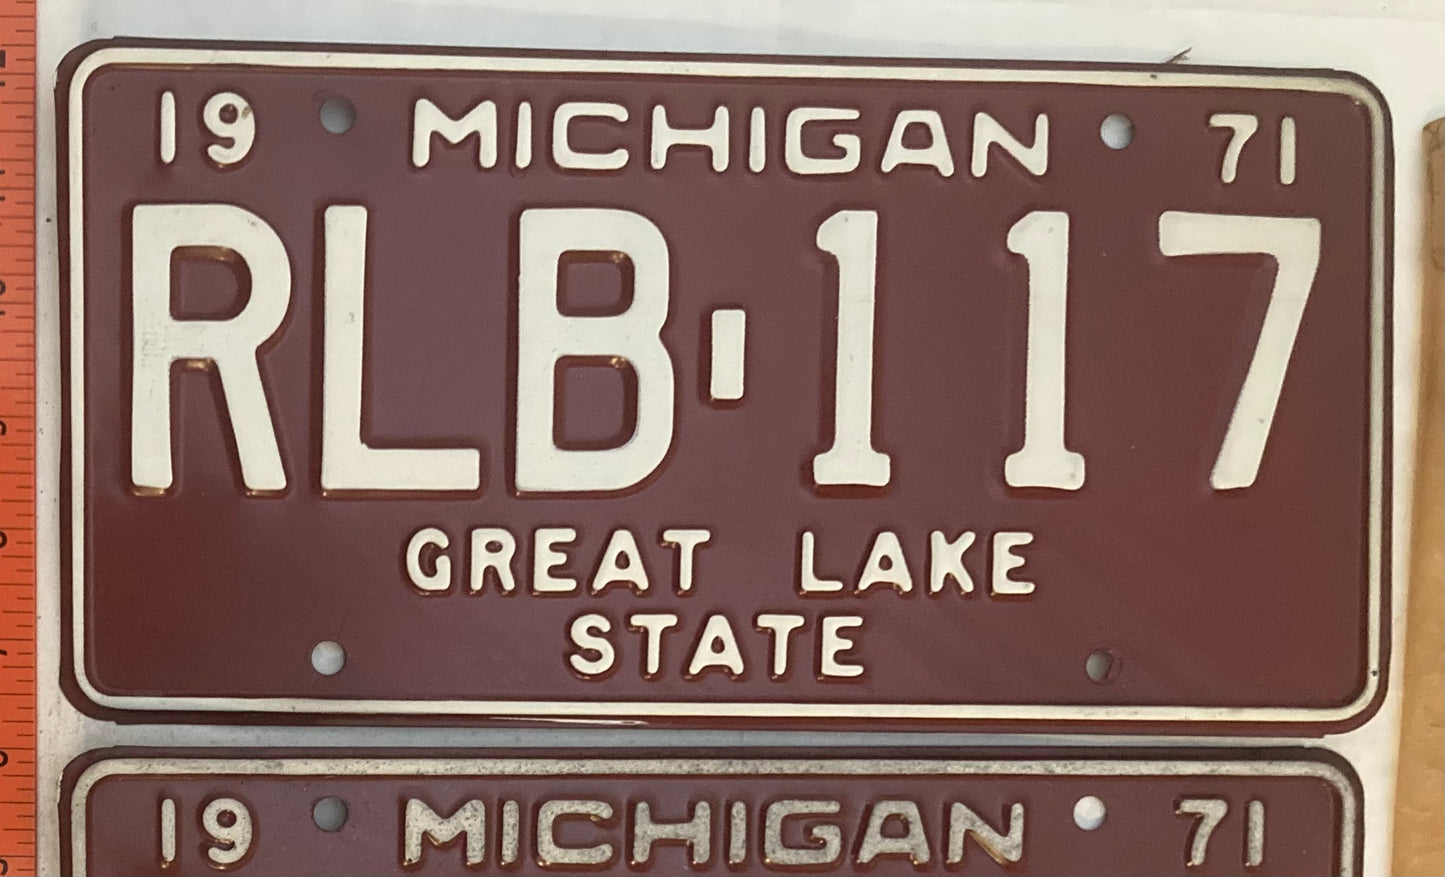 19 MICHIGAN 71
RLB-117
GREAT LAKE
STATE
19 MICHIGAN 71